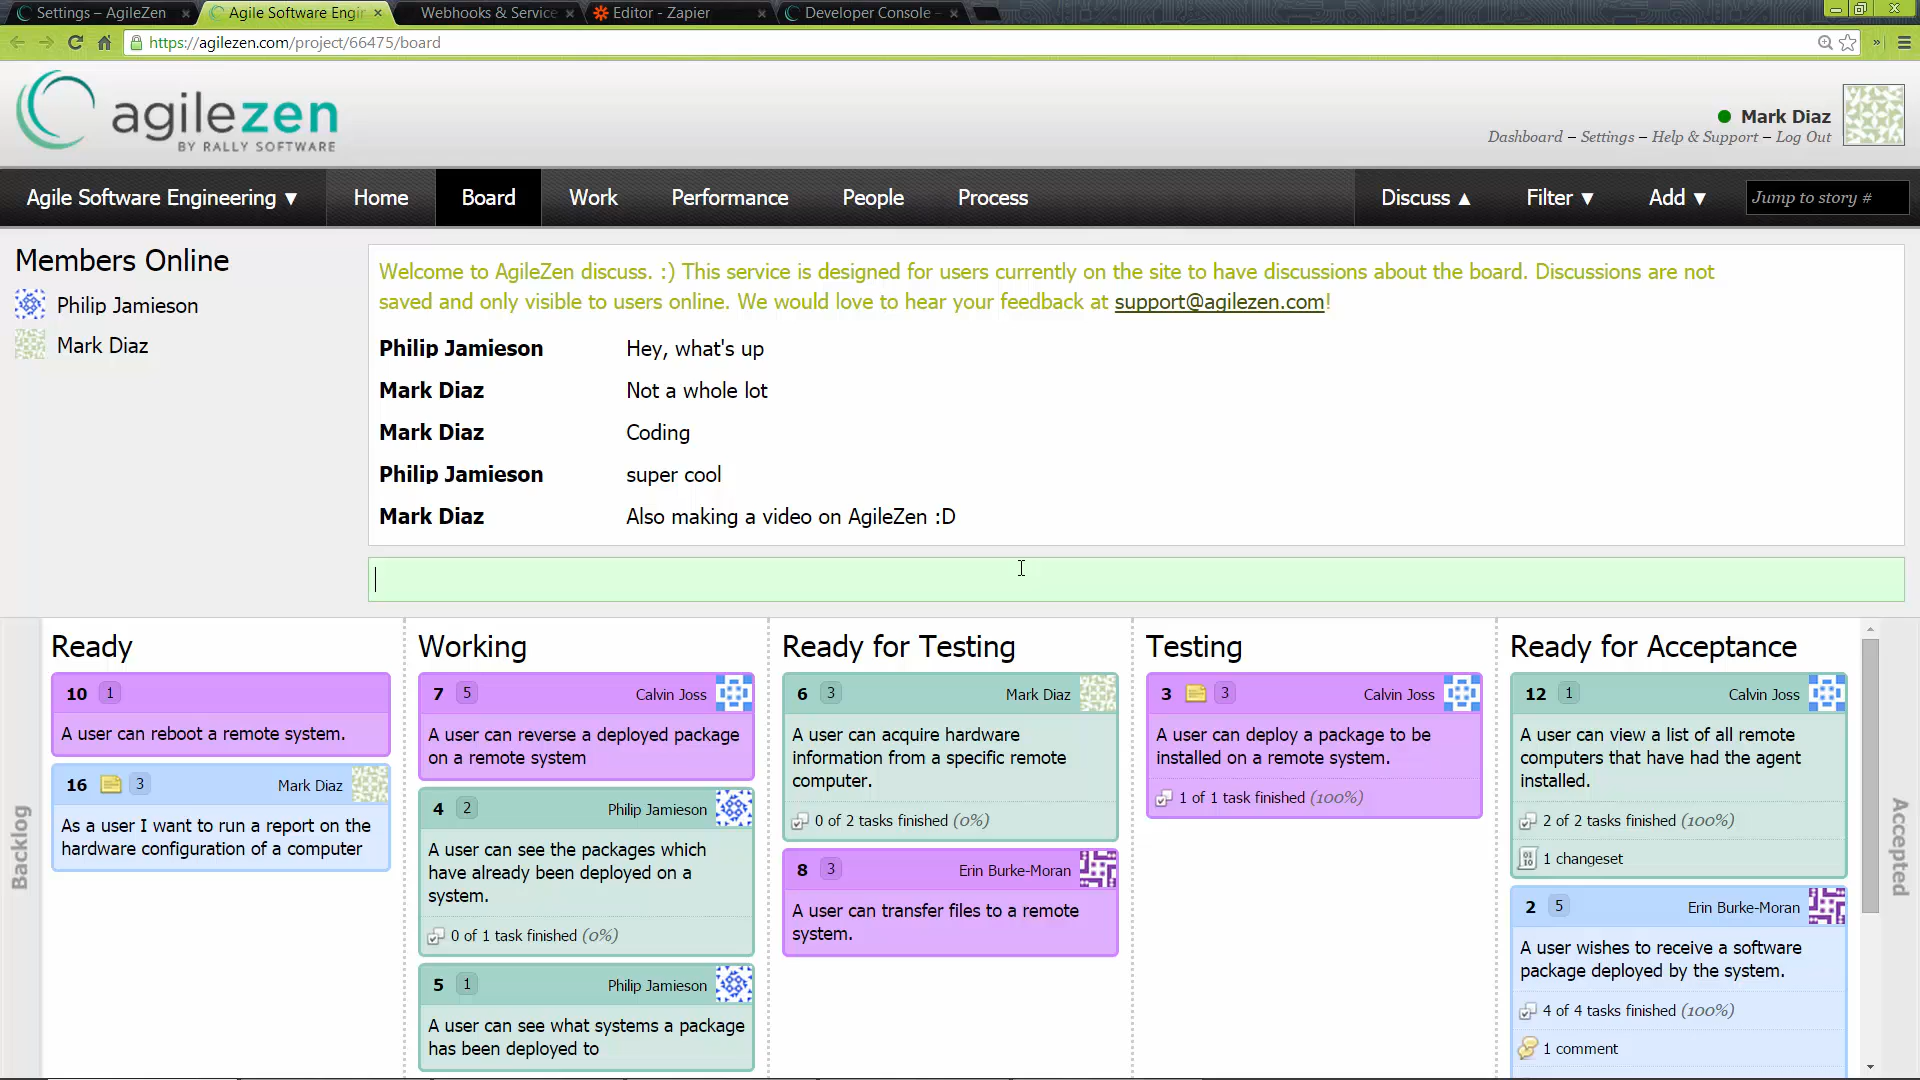 Settings – AgileZen
Agile Software Engir
Webhooks & Service
Editor - Zapier
Developer Console –
https://agilezen.com/project/66475/board
agilezen
BY RALLY SOFTWARE
Mark Diaz
Dashboard – Settings – Help & Support – Log Out
Agile Software Engineering ▼
Home
Board
Work
Performance
People
Process
Discuss ▲
Filter ▼
Add ▼
Jump to story #
Members Online
Philip Jamieson
Mark Diaz
Welcome to AgileZen discuss. :) This service is designed for users currently on the site to have discussions about the board. Discussions are not
saved and only visible to users online. We would love to hear your feedback at support@agilezen.com!
Philip Jamieson Hey, what's up
Mark Diaz Not a whole lot
Mark Diaz Coding
Philip Jamieson super cool
Mark Diaz Also making a video on AgileZen :D
Backlog
Ready
10 1
A user can reboot a remote system.
16 3 Mark Diaz
As a user I want to run a report on the
hardware configuration of a computer
Working
7 5 Calvin Joss
A user can reverse a deployed package
on a remote system
4 2 Philip Jamieson
A user can see the packages which
have already been deployed on a
system.
0 of 1 task finished (0%)
5 1 Philip Jamieson
A user can see what systems a package
has been deployed to
Ready for Testing
6 3 Mark Diaz
A user can acquire hardware
information from a specific remote
computer.
0 of 2 tasks finished (0%)
8 3 Erin Burke-Moran
A user can transfer files to a remote
system.
Testing
3 3 Calvin Joss
A user can deploy a package to be
installed on a remote system.
1 of 1 task finished (100%)
Ready for Acceptance
12 1 Calvin Joss
A user can view a list of all remote
computers that have had the agent
installed.
2 of 2 tasks finished (100%)
1 changeset
2 5 Erin Burke-Moran
A user wishes to receive a software
package deployed by the system.
4 of 4 tasks finished (100%)
1 comment
Accepted